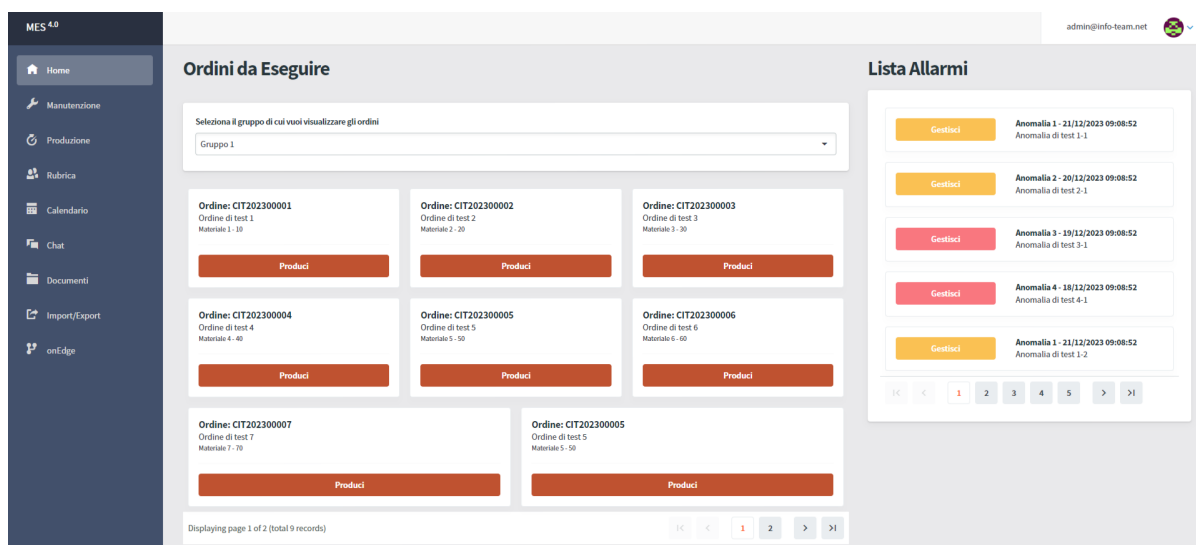 MES 4.0
admin@info-team.net
Home
Manutenzione
Produzione
Rubrica
Calendario
Chat
Documenti
Import/Export
onEdge
Ordini da Eseguire
Seleziona il gruppo di cui vuoi visualizzare gli ordini
Gruppo 1
Ordine: CIT202300001
Ordine di test 1
Materiale 1 - 10
Produci
Ordine: CIT202300002
Ordine di test 2
Materiale 2 - 20
Produci
Ordine: CIT202300003
Ordine di test 3
Materiale 3 - 30
Produci
Ordine: CIT202300004
Ordine di test 4
Materiale 4 - 40
Produci
Ordine: CIT202300005
Ordine di test 5
Materiale 5 - 50
Produci
Ordine: CIT202300006
Ordine di test 6
Materiale 6 - 60
Produci
Ordine: CIT202300007
Ordine di test 7
Materiale 7 - 70
Produci
Ordine: CIT202300005
Ordine di test 5
Materiale 5 - 50
Produci
Displaying page 1 of 2 (total 9 records)
1 2
Lista Allarmi
Gestisci
Anomalia 1 - 21/12/2023 09:08:52
Anomalia di test 1-1
Gestisci
Anomalia 2 - 20/12/2023 09:08:52
Anomalia di test 2-1
Gestisci
Anomalia 3 - 19/12/2023 09:08:52
Anomalia di test 3-1
Gestisci
Anomalia 4 - 18/12/2023 09:08:52
Anomalia di test 4-1
Gestisci
Anomalia 1 - 21/12/2023 09:08:52
Anomalia di test 1-2
1 2 3 4 5